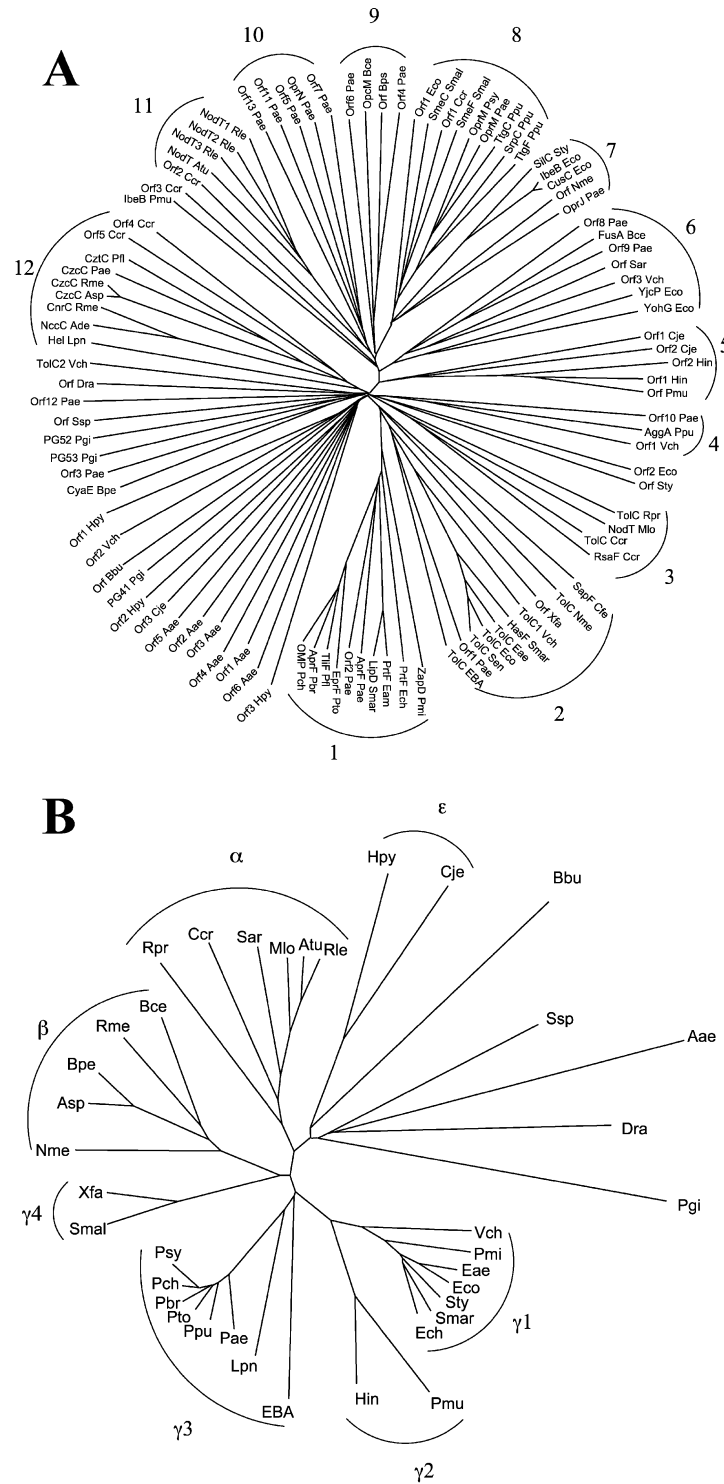 A
9
10
8
11
7
6
12
5
4
3
2
1
Orf13 Pae
Orf11 Pae
Orf5 Pae
OprN Pae
Orf7 Pae
Orf6 Pae
OpcM Bce
Orf Bps
Orf4 Pae
Orf1 Eco
SmeC Smal
Orf1 Ccr
SmeF Smal
OprM Psy
OprM Pae
TtgC Ppu
SrpC Ppu
TtgF Ppu
SilC Sty
IbeB Eco
CusC Eco
Orf Nme
OprJ Pae
Orf8 Pae
FusA Bce
Orf9 Pae
Orf Sar
Orf3 Vch
YjcP Eco
YohG Eco
Orf1 Cje
Orf2 Cje
Orf2 Hin
Orf1 Hin
Orf Pmu
Orf10 Pae
AggA Ppu
Orf1 Vch
Orf2 Eco
Orf Sty
TolC Rpr
NodT Mlo
TolC Ccr
RsaF Ccr
SapF Cfe
TolC Nme
Orf Xfa
TolC1 Vch
HasF Smar
TolC Eae
TolC Eco
TolC Sen
Orf1 Pae
TolC EBA
ZapD Pmi
PrtF Ech
PrtF Eam
LipD Smar
AprF Pae
Orf2 Pae
EprF Pto
TliF Pfl
AprF Pbr
OMP Pch
Orf3 Hpy
Orf6 Aae
Orf1 Aae
Orf4 Aae
Orf3 Aae
Orf2 Aae
Orf5 Aae
Orf3 Cje
Orf2 Hpy
PG41 Pgi
Orf Bbu
Orf2 Vch
Orf1 Hpy
CyaE Bpe
Orf3 Pae
PG53 Pgi
PG52 Pgi
Orf Ssp
Orf12 Pae
Orf Dra
TolC2 Vch
Hel Lpn
NccC Ade
CnrC Rme
CzcC Asp
CzcC Rme
CzcC Pae
CztC Pfl
Orf5 Ccr
Orf4 Ccr
IbeB Pmu
Orf3 Ccr
Orf2 Ccr
NodT Atu
NodT3 Rle
NodT2 Rle
NodT1 Rle
B
ε
α
Hpy
Cje
Bbu
Rpr
Ccr
Sar
Mlo
Atu
Rle
β
Bce
Rme
Bpe
Asp
Nme
Ssp
Aae
Dra
Pgi
γ4
Xfa
Smal
Psy
Pch
Pbr
Pto
Ppu
Pae
Lpn
EBA
γ3
Vch
Pmi
Eae
Eco
Sty
Smar
Ech
γ1
Hin
Pmu
γ2